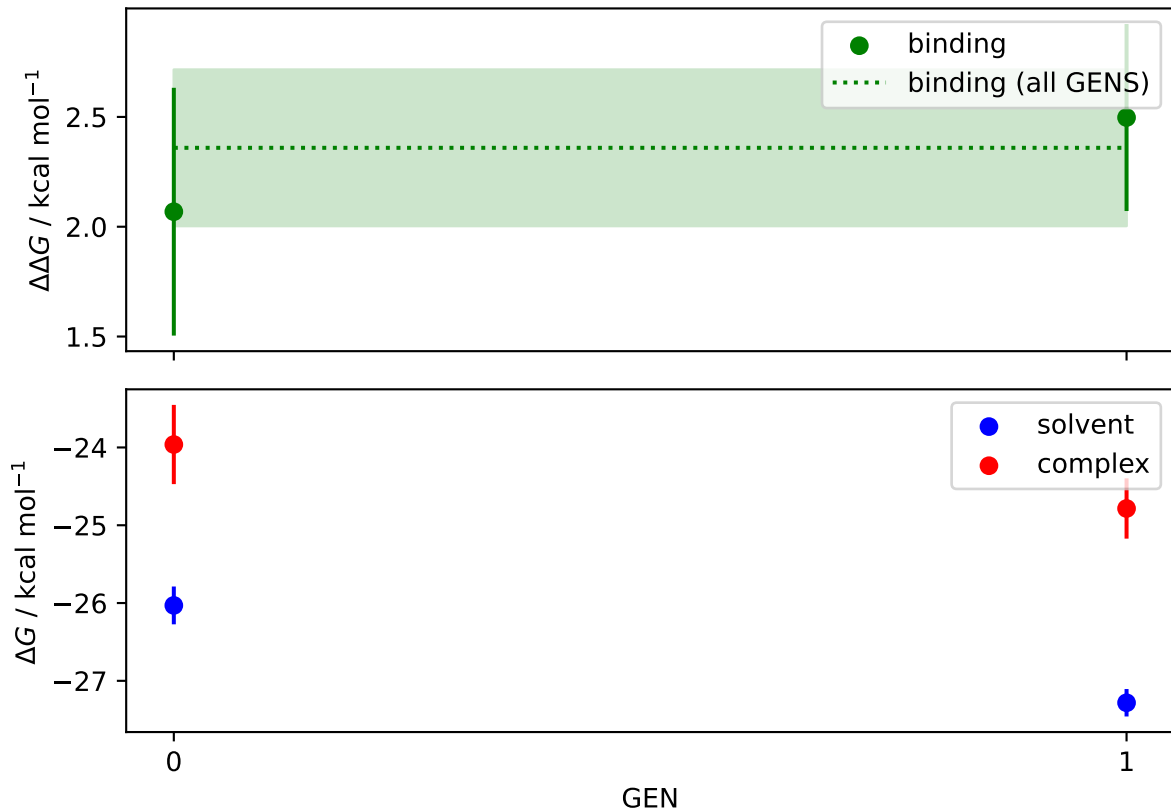 binding
binding (all GENS)
ΔΔG / kcal mol⁻¹
2.5
2.0
1.5
solvent
complex
ΔG / kcal mol⁻¹
−24
−25
−26
−27
0
1
GEN